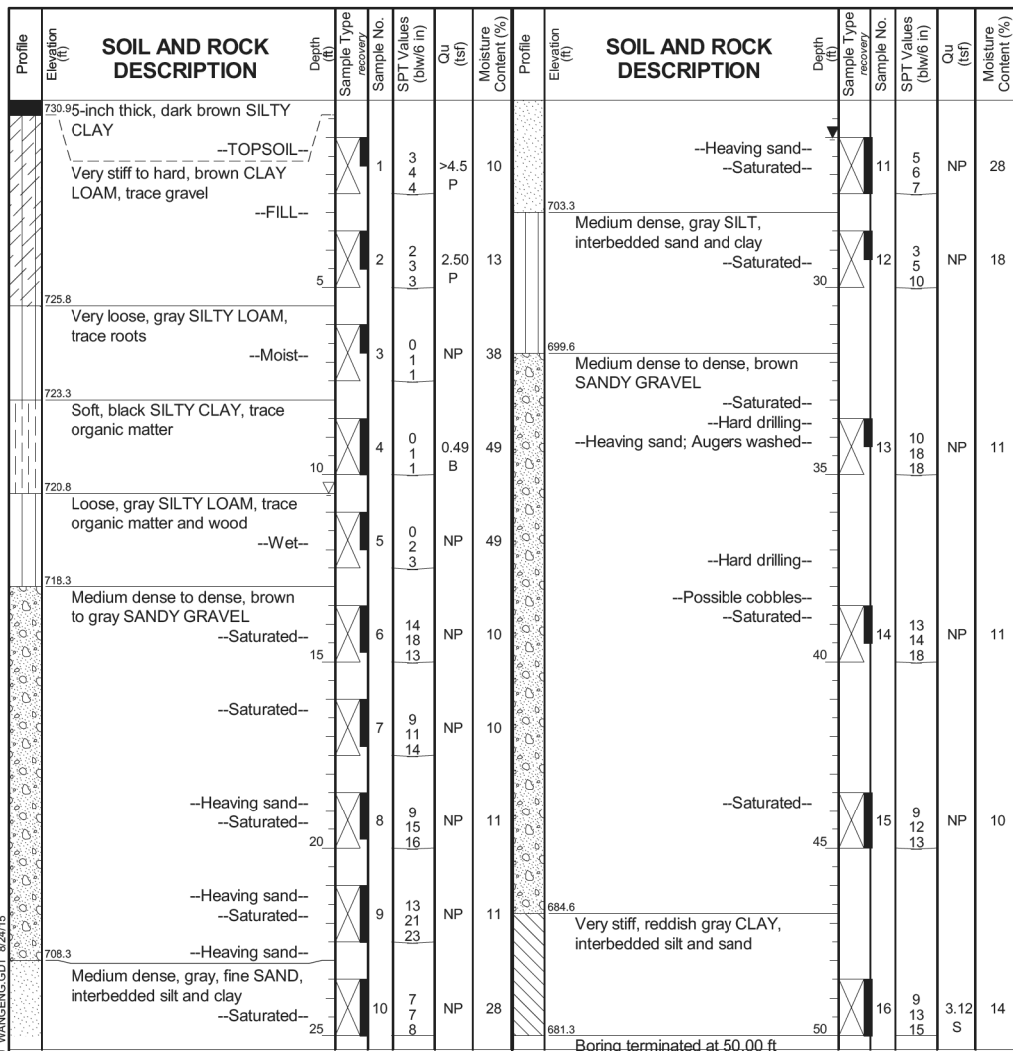 Profile
Elevation
(ft)
SOIL AND ROCK
DESCRIPTION
Depth
(ft)
Sample Type
recovery
Sample No.
SPT Values
(blw/6 in)
Qu
(tsf)
Moisture
Content (%)
730.9
5-inch thick, dark brown SILTY
CLAY
--TOPSOIL--
Very stiff to hard, brown CLAY
LOAM, trace gravel
--FILL--
1
3
4
4
>4.5
P
10
5
2
2
3
3
2.50
P
13
725.8
Very loose, gray SILTY LOAM,
trace roots
--Moist--
3
0
1
1
NP
38
723.3
Soft, black SILTY CLAY, trace
organic matter
10
4
0
1
1
0.49
B
49
720.8
Loose, gray SILTY LOAM, trace
organic matter and wood
--Wet--
5
0
2
3
NP
49
718.3
Medium dense to dense, brown
to gray SANDY GRAVEL
--Saturated--
15
6
14
18
13
NP
10
--Saturated--
7
9
11
14
NP
10
--Heaving sand--
--Saturated--
20
8
9
15
16
NP
11
--Heaving sand--
--Saturated--
9
13
21
23
NP
11
--Heaving sand--
708.3
Medium dense, gray, fine SAND,
interbedded silt and clay
--Saturated--
25
10
7
7
8
NP
28
WANGENG.GDT 8/24/15
Profile
Elevation
(ft)
SOIL AND ROCK
DESCRIPTION
Depth
(ft)
Sample Type
recovery
Sample No.
SPT Values
(blw/6 in)
Qu
(tsf)
Moisture
Content (%)
--Heaving sand--
--Saturated--
11
5
6
7
NP
28
703.3
Medium dense, gray SILT,
interbedded sand and clay
--Saturated--
30
12
3
5
10
NP
18
699.6
Medium dense to dense, brown
SANDY GRAVEL
--Saturated--
--Hard drilling--
--Heaving sand; Augers washed--
35
13
10
18
18
NP
11
--Hard drilling--
--Possible cobbles--
--Saturated--
40
14
13
14
18
NP
11
--Saturated--
45
15
9
12
13
NP
10
684.6
Very stiff, reddish gray CLAY,
interbedded silt and sand
50
16
9
13
15
3.12
S
14
681.3
Boring terminated at 50.00 ft